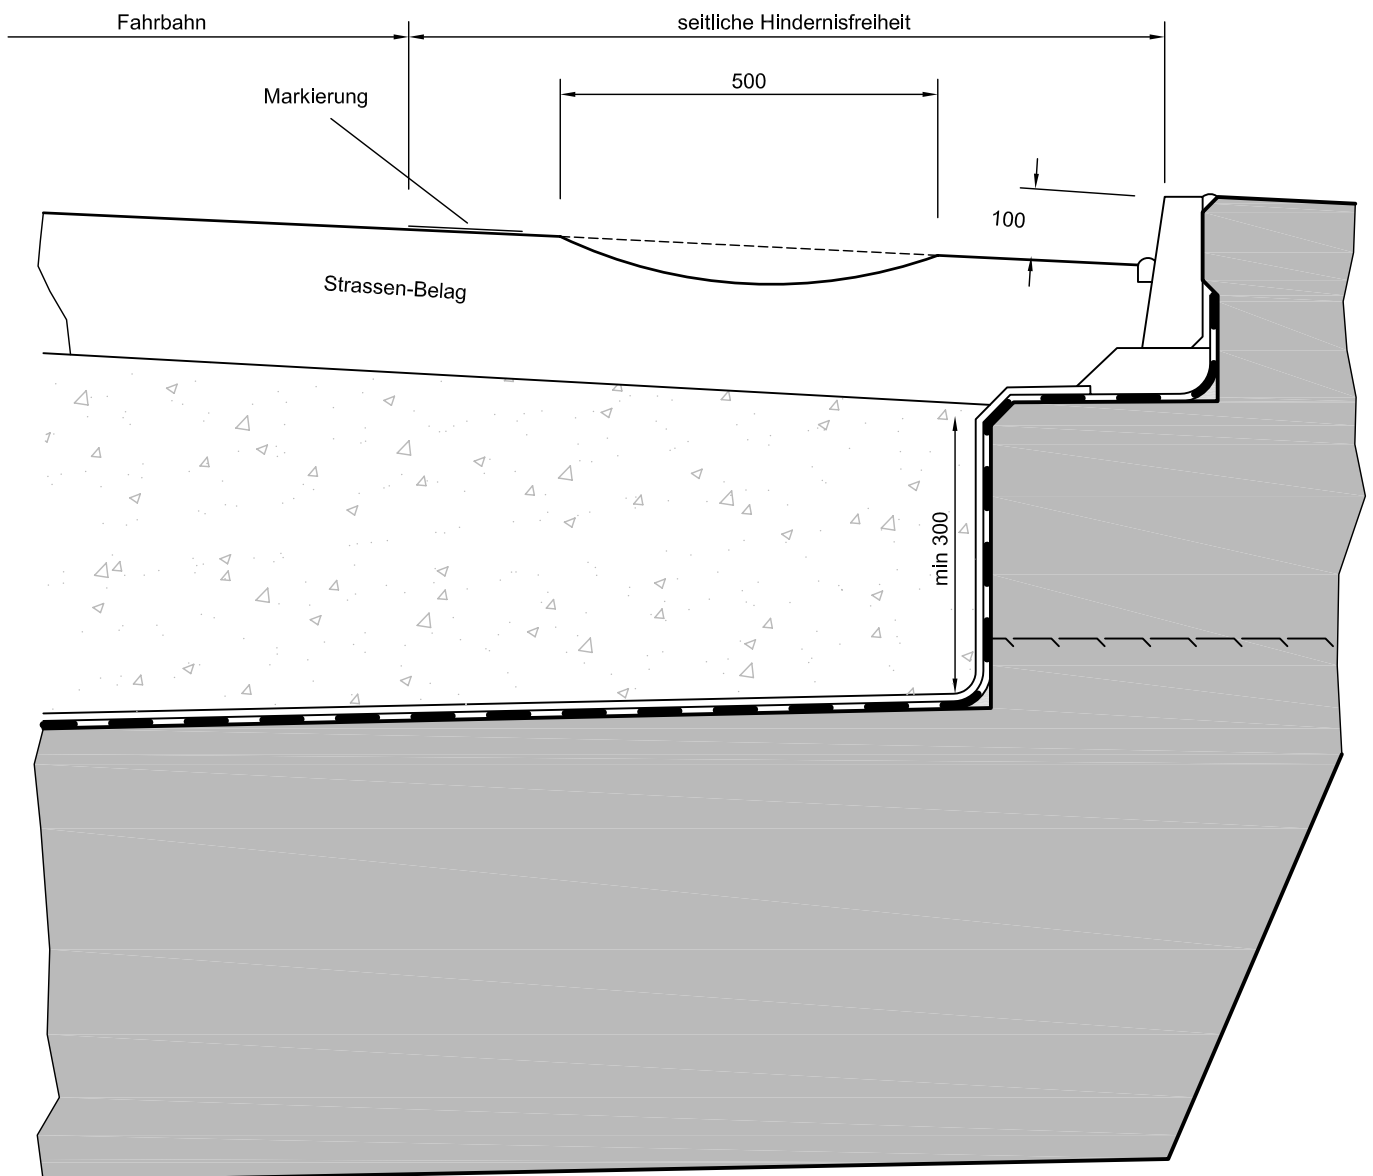 Fahrbahn
seitliche Hindernisfreiheit
500
Markierung
100
Strassen-Belag
min 300